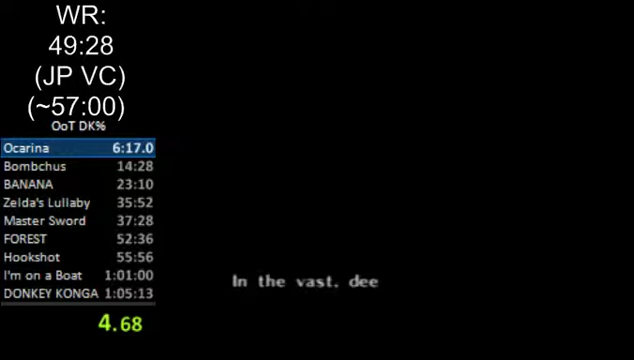 WR:
49:28
(JP VC)
(~57:00)
OoT DK%
Ocarina 6:17.0
Bombchus 14:28
BANANA 23:10
Zelda's Lullaby 35:52
Master Sword 37:28
FOREST 52:36
Hookshot 55:56
I'm on a Boat 1:01:00
DONKEY KONGA 1:05:13
4.68
In the vast, dee